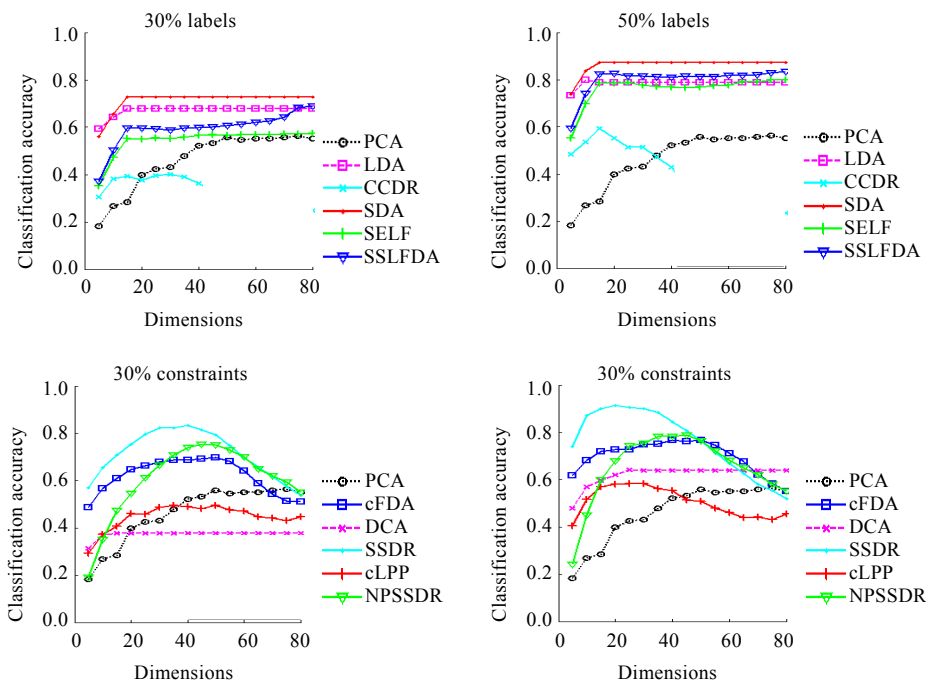 30% labels
1.0
0.8
0.6
0.4
0.2
0.0
0
20
40
60
80
Classification accuracy
Dimensions
PCA
LDA
CCDR
SDA
SELF
SSLFDA
50% labels
1.0
0.8
0.6
0.4
0.2
0.0
0
20
40
60
80
Classification accuracy
Dimensions
PCA
LDA
CCDR
SDA
SELF
SSLFDA
30% constraints
1.0
0.8
0.6
0.4
0.2
0.0
0
20
40
60
80
Classification accuracy
Dimensions
PCA
cFDA
DCA
SSDR
cLPP
NPSSDR
30% constraints
1.0
0.8
0.6
0.4
0.2
0.0
0
20
40
60
80
Classification accuracy
Dimensions
PCA
cFDA
DCA
SSDR
cLPP
NPSSDR